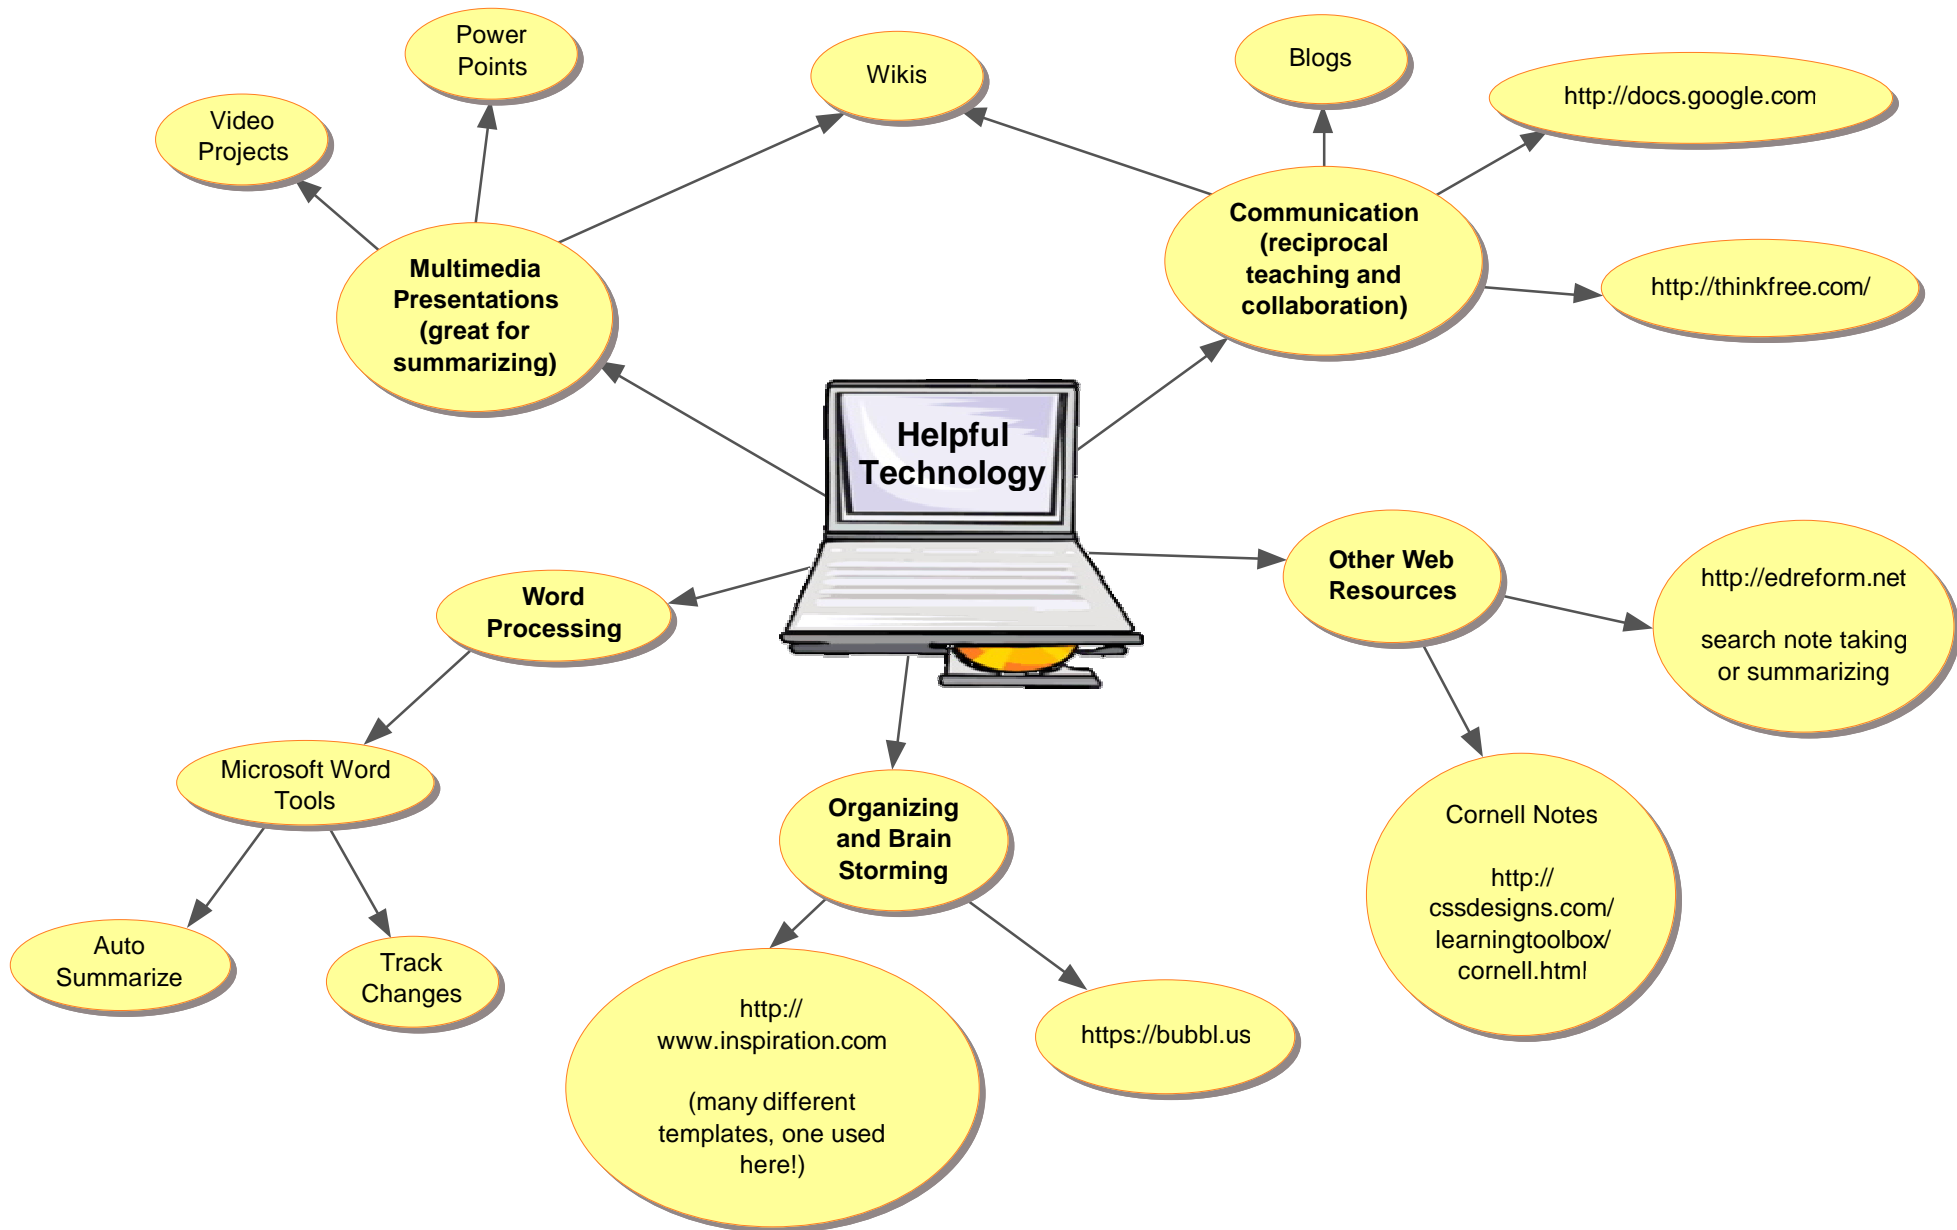 Power
Points
Wikis
Blogs
http://docs.google.com
Video
Projects
Communication
(reciprocal
teaching and
collaboration)
Multimedia
Presentations
(great for
summarizing)
http://thinkfree.com/
Helpful
Technology
Other Web
Resources
http://edreform.net
search note taking
or summarizing
Word
Processing
Microsoft Word
Tools
Organizing
and Brain
Storming
Cornell Notes
http://
cssdesigns.com/
learningtoolbox/
cornell.html
Auto
Summarize
Track
Changes
http://
www.inspiration.com
(many different
templates, one used
here!)
https://bubbl.us